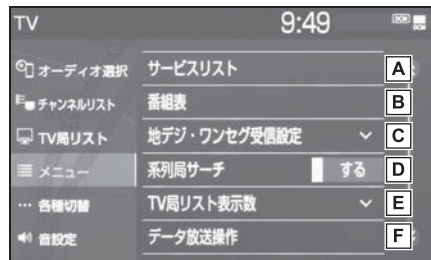 TV
9:49
DCM
オーディオ選択
チャンネルリスト
TV局リスト
メニュー
各種切替
音設定
サービスリスト A
番組表 B
地デジ・ワンセグ受信設定 C
系列局サーチ する D
TV局リスト表示数 E
データ放送操作 F